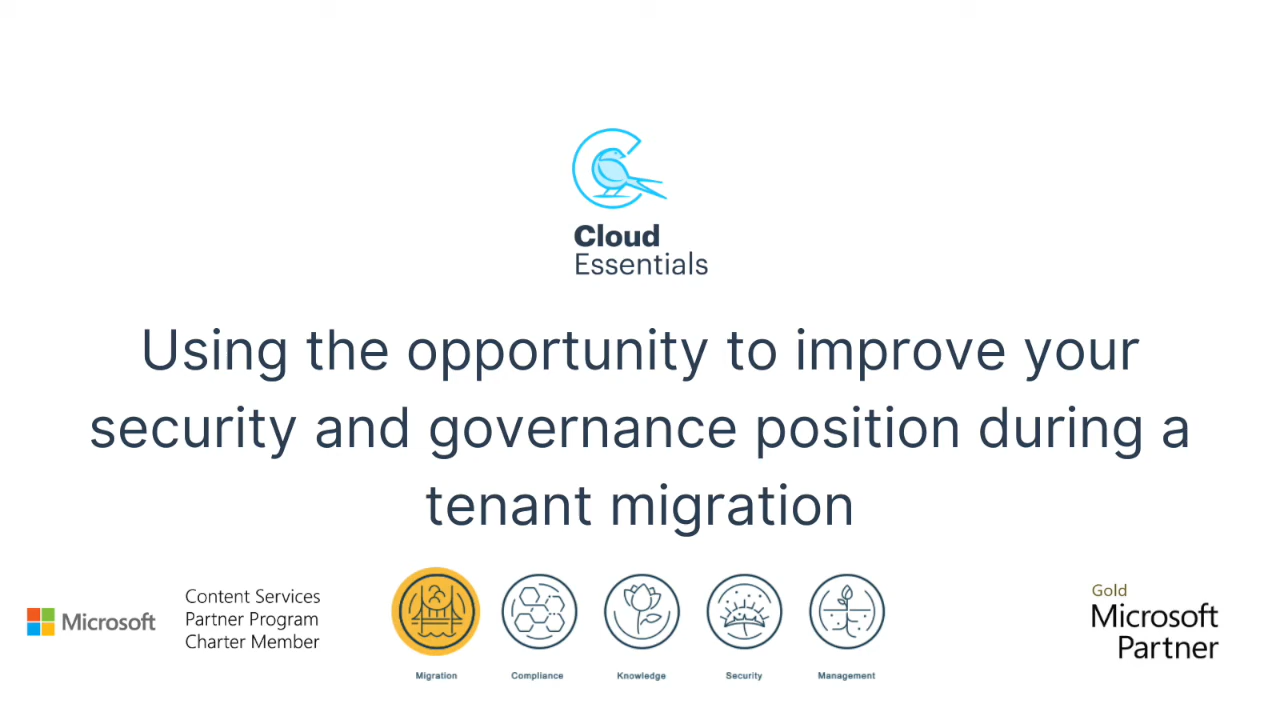 Cloud
Essentials
Using the opportunity to improve your
security and governance position during a
tenant migration
Microsoft
Content Services
Partner Program
Charter Member
Migration
Compliance
Knowledge
Security
Management
Gold
Microsoft
Partner